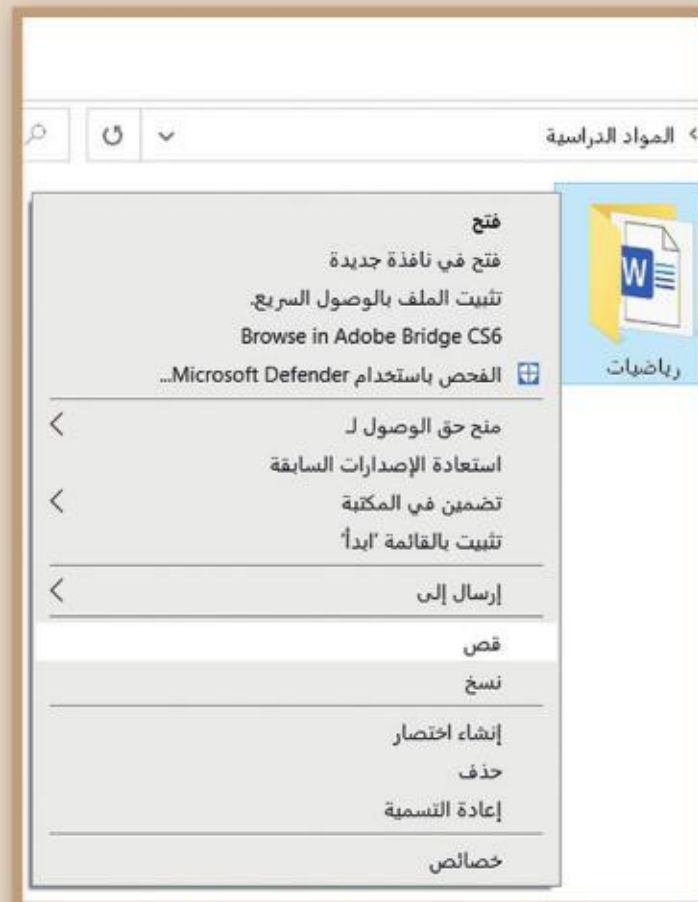 المواد الدراسية
رياضيات
فتح
فتح في نافذة جديدة
تثبيت الملف بالوصول السريع.
Browse in Adobe Bridge CS6
الفحص باستخدام Microsoft Defender...
منح حق الوصول لـ
استعادة الإصدارات السابقة
تضمين في المكتبة
تثبيت بالقائمة 'ابدأ'
إرسال إلى
قص
نسخ
إنشاء اختصار
حذف
إعادة التسمية
خصائص